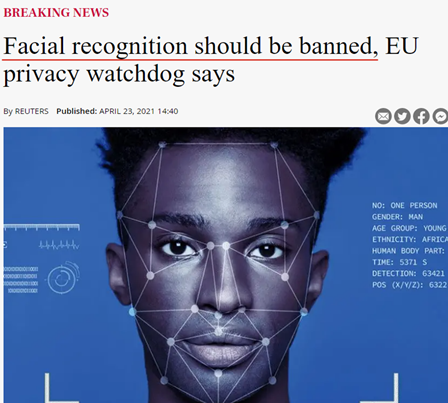 BREAKING NEWS
Facial recognition should be banned, EU
privacy watchdog says
By REUTERS Published: APRIL 23, 2021 14:40
NO: ONE PERSON
GENDER: MAN
AGE GROUP: YOUNG
ETHNICITY: AFRICA
HUMAN BODY PART:
TIME: 5371 S
DETECTION: 63421
POS (X/Y/Z): 6322